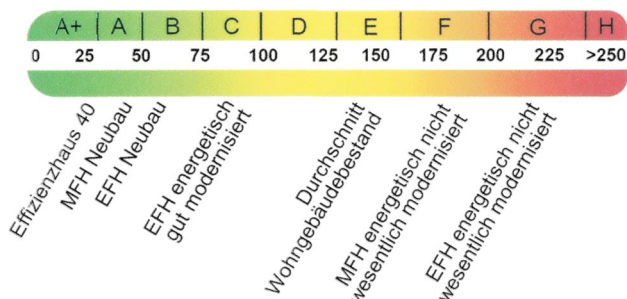 A+ A B C D E F G H
0 25 50 75 100 125 150 175 200 225 >250
Effizienzhaus 40
MFH Neubau
EFH Neubau
EFH energetisch
gut modernisiert
Durchschnitt
Wohngebäudebestand
MFH energetisch nicht
wesentlich modernisiert
EFH energetisch nicht
wesentlich modernisiert